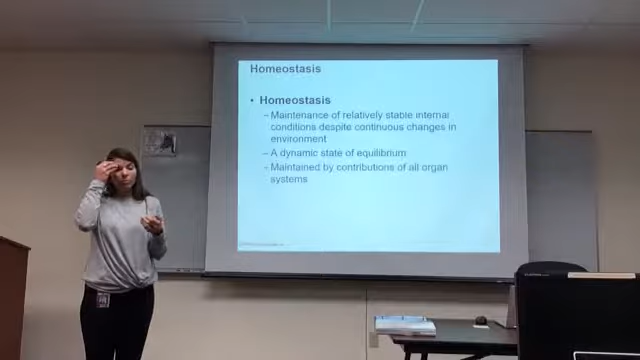 Homeostasis
• Homeostasis
– Maintenance of relatively stable internal
conditions despite continuous changes in
environment
– A dynamic state of equilibrium
– Maintained by contributions of all organ
systems